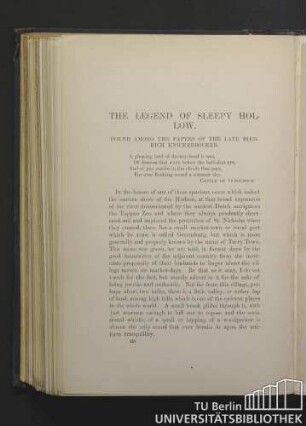 THE LEGEND OF SLEEPY HOL-
LOW.
FOUND AMONG THE PAPERS OF THE LATE DIED-
RICH KNICKERBOCKER.
A pleasing land of drowsy head it was,
Of dreams that wave before the half-shut eye,
And of gay castles in the clouds that pass,
Forever flushing round a summer sky.
CASTLE OF INDOLENCE.
In the bosom of one of those spacious coves which indent
the eastern shore of the Hudson, at that broad expansion
of the river denominated by the ancient Dutch navigators
the Tappan Zee, and where they always prudently short-
ened sail and implored the protection of St. Nicholas when
they crossed, there lies a small market-town or rural port
which by some is called Greensburg, but which is more
generally and properly known by the name of Tarry Town.
This name was given, we are told, in former days by the
good housewives of the adjacent country from the inve-
terate propensity of their husbands to linger about the vil-
lage tavern on market-days. Be that as it may, I do not
vouch for the fact, but merely advert to it for the sake of
being precise and authentic. Not far from this village, per-
haps about two miles, there is a little valley, or rather lap
of land, among high hills, which is one of the quietest places
in the whole world. A small brook glides through it, with
just murmur enough to lull one to repose and the occa-
sional whistle of a quail or tapping of a woodpecker is
almost the only sound that ever breaks in upon the uni-
form tranquillity.
TU Berlin
UNIVERSITÄTSBIBLIOTHEK